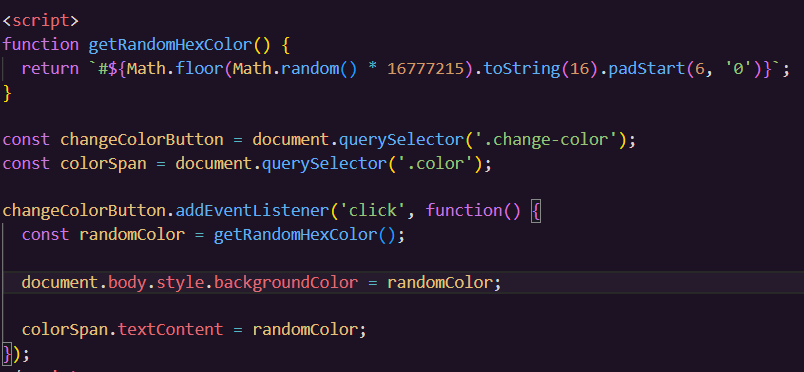 <script>
function getRandomHexColor() {
  return `#${Math.floor(Math.random() * 16777215).toString(16).padStart(6, '0')}`;
}

const changeColorButton = document.querySelector('.change-color');
const colorSpan = document.querySelector('.color');

changeColorButton.addEventListener('click', function() {
  const randomColor = getRandomHexColor();

  document.body.style.backgroundColor = randomColor;

  colorSpan.textContent = randomColor;
});